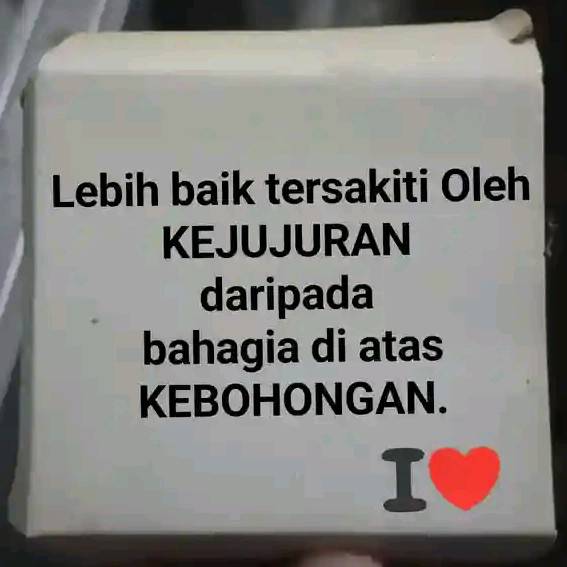 Lebih baik tersakiti Oleh
KEJUJURAN
daripada
bahagia di atas
KEBOHONGAN.
I❤